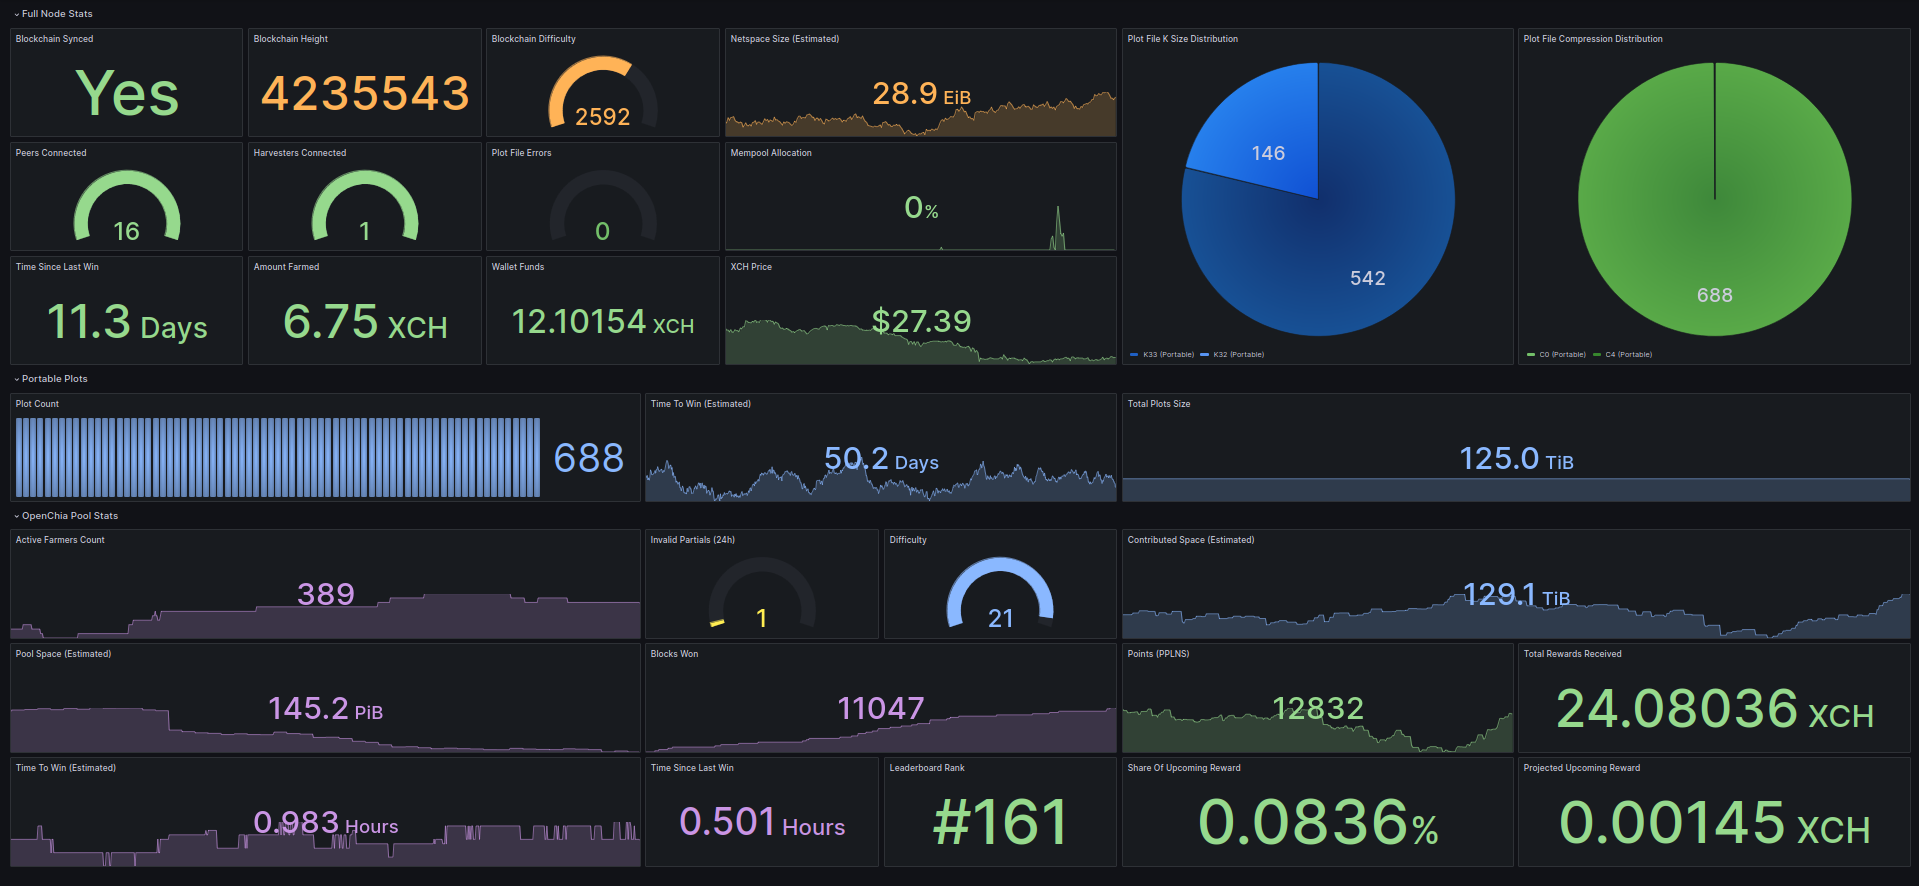 Full Node Stats
Blockchain Synced
Yes
Blockchain Height
4235543
Blockchain Difficulty
2592
Netspace Size (Estimated)
28.9 EiB
Plot File K Size Distribution
146
542
K33 (Portable) K32 (Portable)
Plot File Compression Distribution
688
C0 (Portable) C4 (Portable)
Peers Connected
16
Harvesters Connected
1
Plot File Errors
0
Mempool Allocation
0%
Time Since Last Win
11.3 Days
Amount Farmed
6.75 XCH
Wallet Funds
12.10154 XCH
XCH Price
$27.39
Portable Plots
Plot Count
688
Time To Win (Estimated)
50.2 Days
Total Plots Size
125.0 TiB
OpenChia Pool Stats
Active Farmers Count
389
Invalid Partials (24h)
1
Difficulty
21
Contributed Space (Estimated)
129.1 TiB
Pool Space (Estimated)
145.2 PiB
Blocks Won
11047
Points (PPLNS)
12832
Total Rewards Received
24.08036 XCH
Time To Win (Estimated)
0.983 Hours
Time Since Last Win
0.501 Hours
Leaderboard Rank
#161
Share Of Upcoming Reward
0.0836%
Projected Upcoming Reward
0.00145 XCH